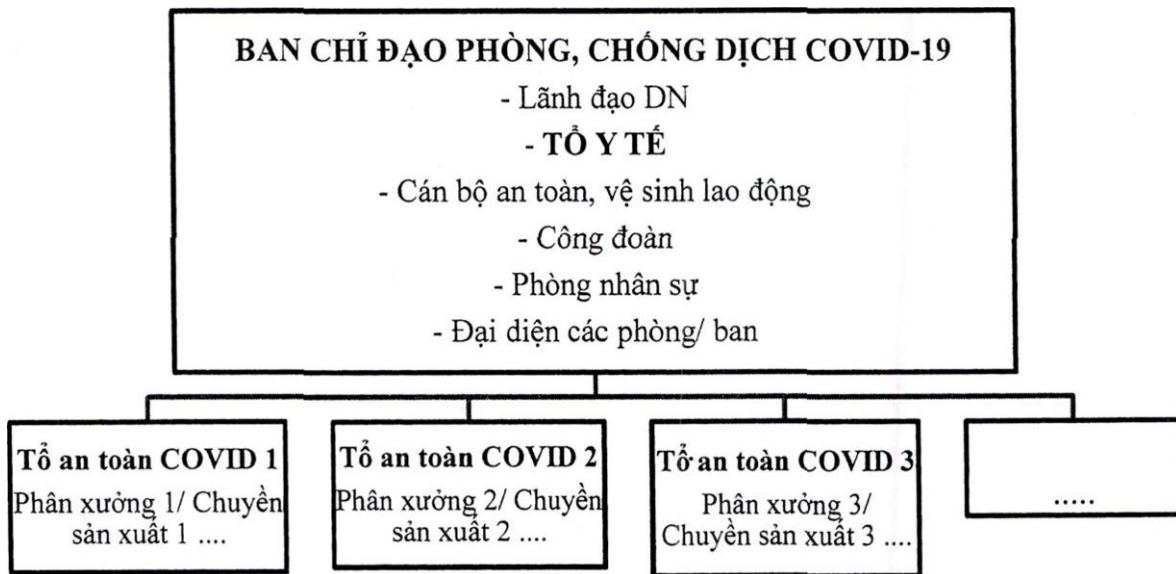 BAN CHỈ ĐẠO PHÒNG, CHỐNG DỊCH COVID-19
- Lãnh đạo DN
- TỔ Y TẾ
- Cán bộ an toàn, vệ sinh lao động
- Công đoàn
- Phòng nhân sự
- Đại diện các phòng/ ban
Tổ an toàn COVID 1
Phân xưởng 1/ Chuyền
sản xuất 1 ....
Tổ an toàn COVID 2
Phân xưởng 2/ Chuyền
sản xuất 2 ....
Tổ an toàn COVID 3
Phân xưởng 3/
Chuyền sản xuất 3 ....
.....